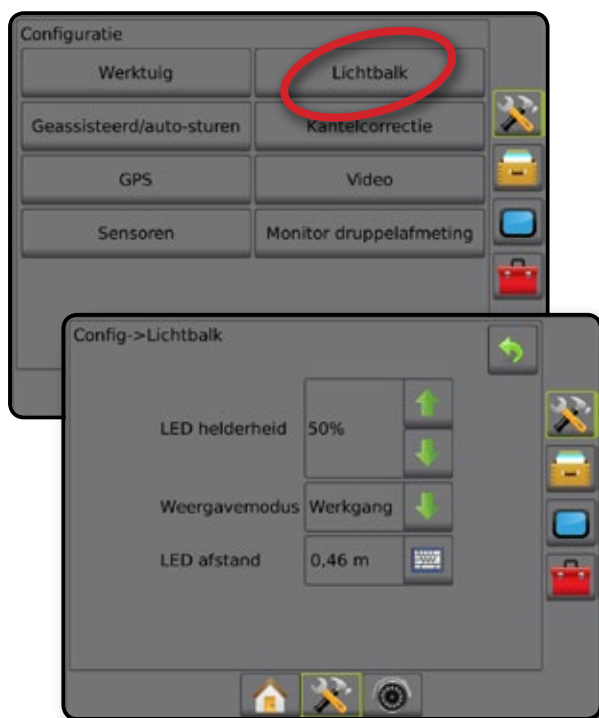 Configuratie
Werktuig
Lichtbalk
Geassisteerd/auto-sturen
Kantelcorrectie
GPS
Video
Sensoren
Monitor druppelafmeting
Config->Lichtbalk
LED helderheid 50%
Weergavemodus Werkgang
LED afstand 0,46 m